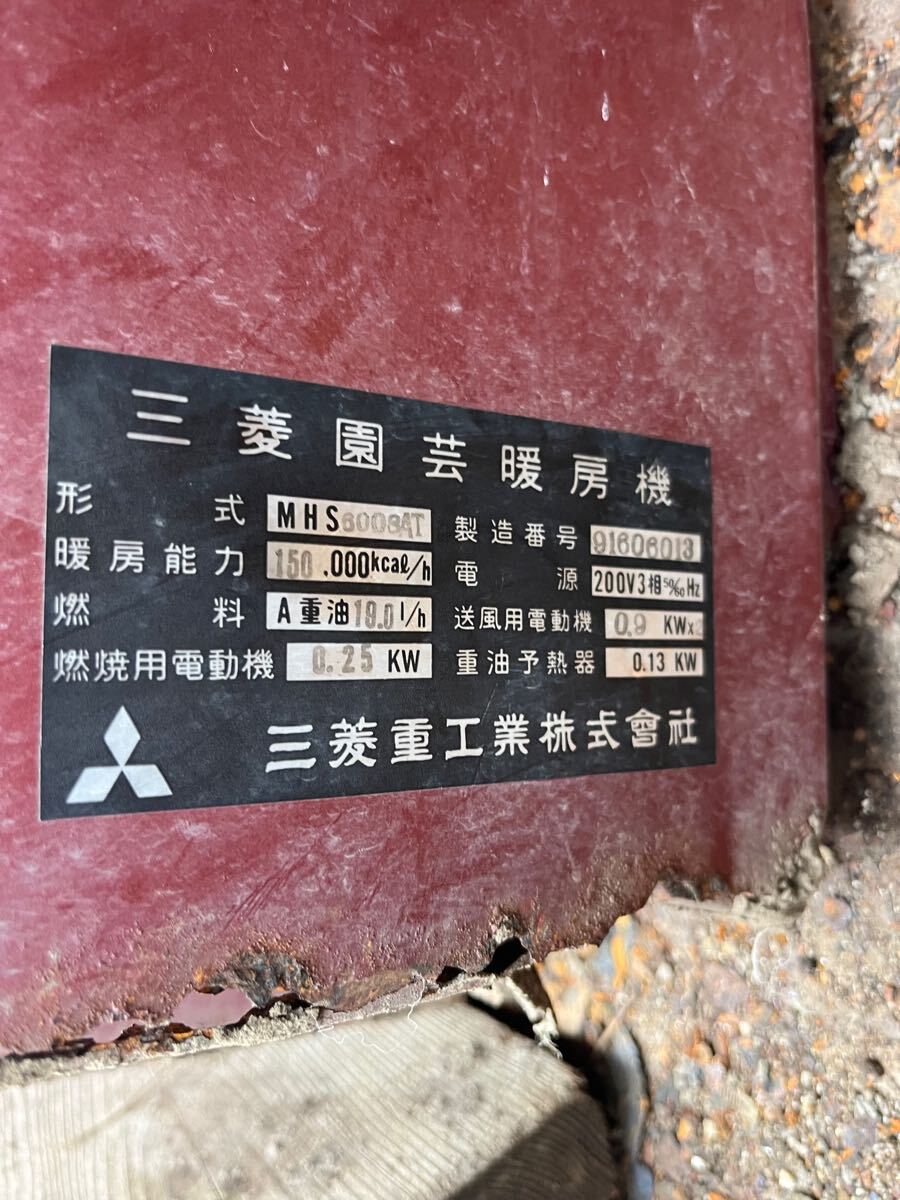 三菱園芸暖房機
形式 MHS6008AT
暖房能力 150,000kcal/h
燃料 A重油19.0l/h
燃焼用電動機 0.25 KW
製造番号 91606013
電源 200V3相50/60Hz
送風用電動機 0.9 KWx2
重油予熱器 0.13 KW
三菱重工業株式會社